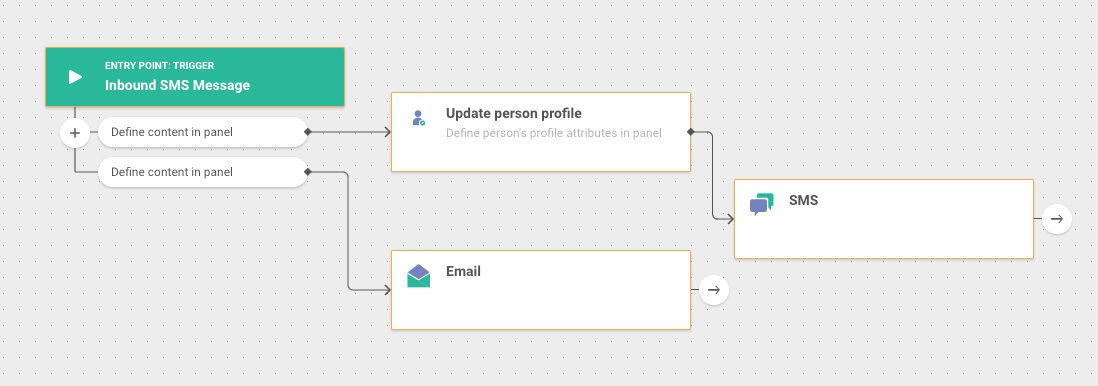 ENTRY POINT: TRIGGER
Inbound SMS Message
Define content in panel
Define content in panel
Update person profile
Define person's profile attributes in panel
SMS
Email